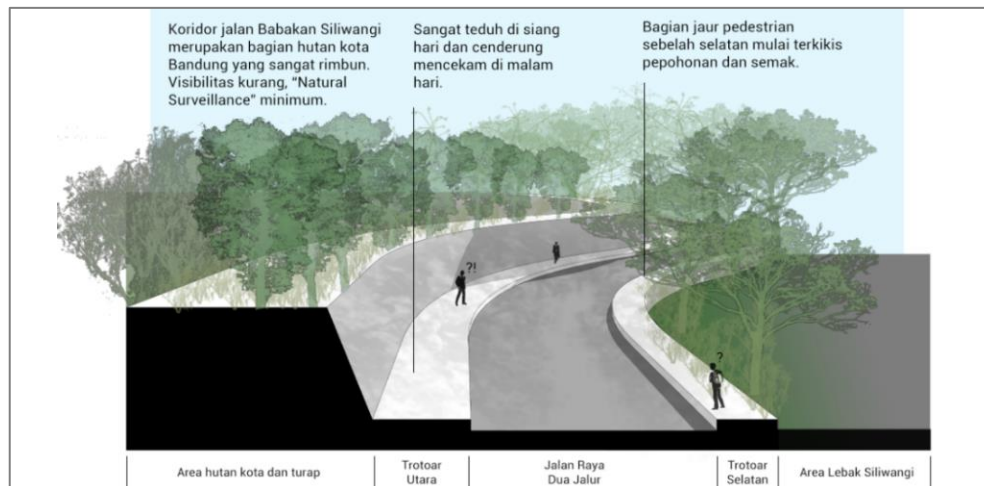 Koridor jalan Babakan Siliwangi
merupakan bagian hutan kota
Bandung yang sangat rimbun.
Visibilitas kurang, “Natural
Surveillance” minimum.
Sangat teduh di siang
hari dan cenderung
mencekam di malam
hari.
Bagian jaur pedestrian
sebelah selatan mulai terkikis
pepohonan dan semak.
?!
?
Area hutan kota dan turap
Trotoar
Utara
Jalan Raya
Dua Jalur
Trotoar
Selatan
Area Lebak Siliwangi